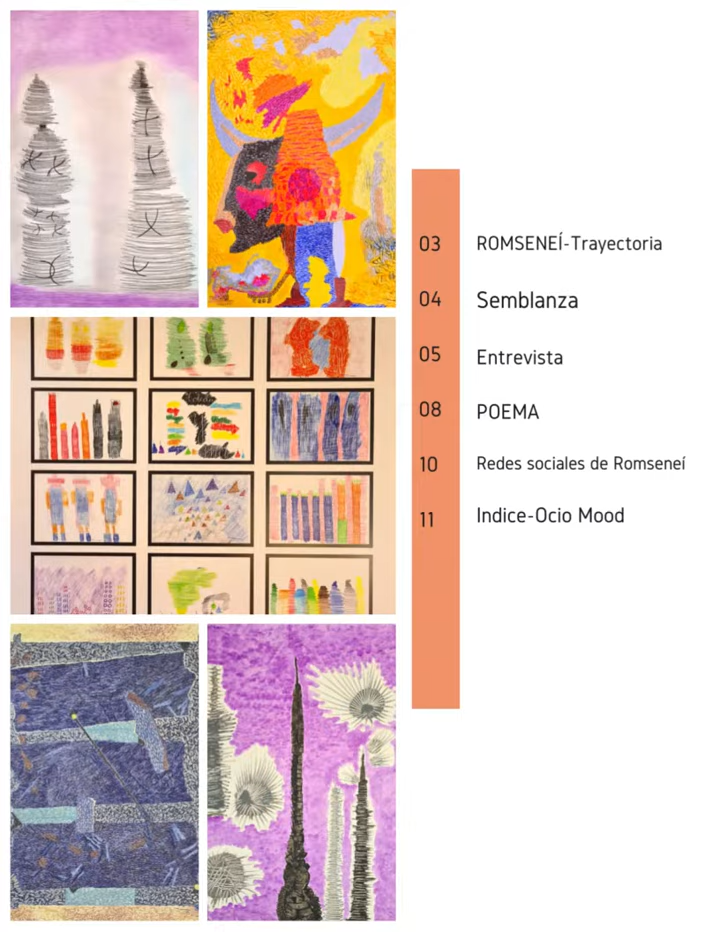 03 ROMSENEÍ-Trayectoria
04 Semblanza
05 Entrevista
08 POEMA
10 Redes sociales de Romseneí
11 Indice-Ocio Mood